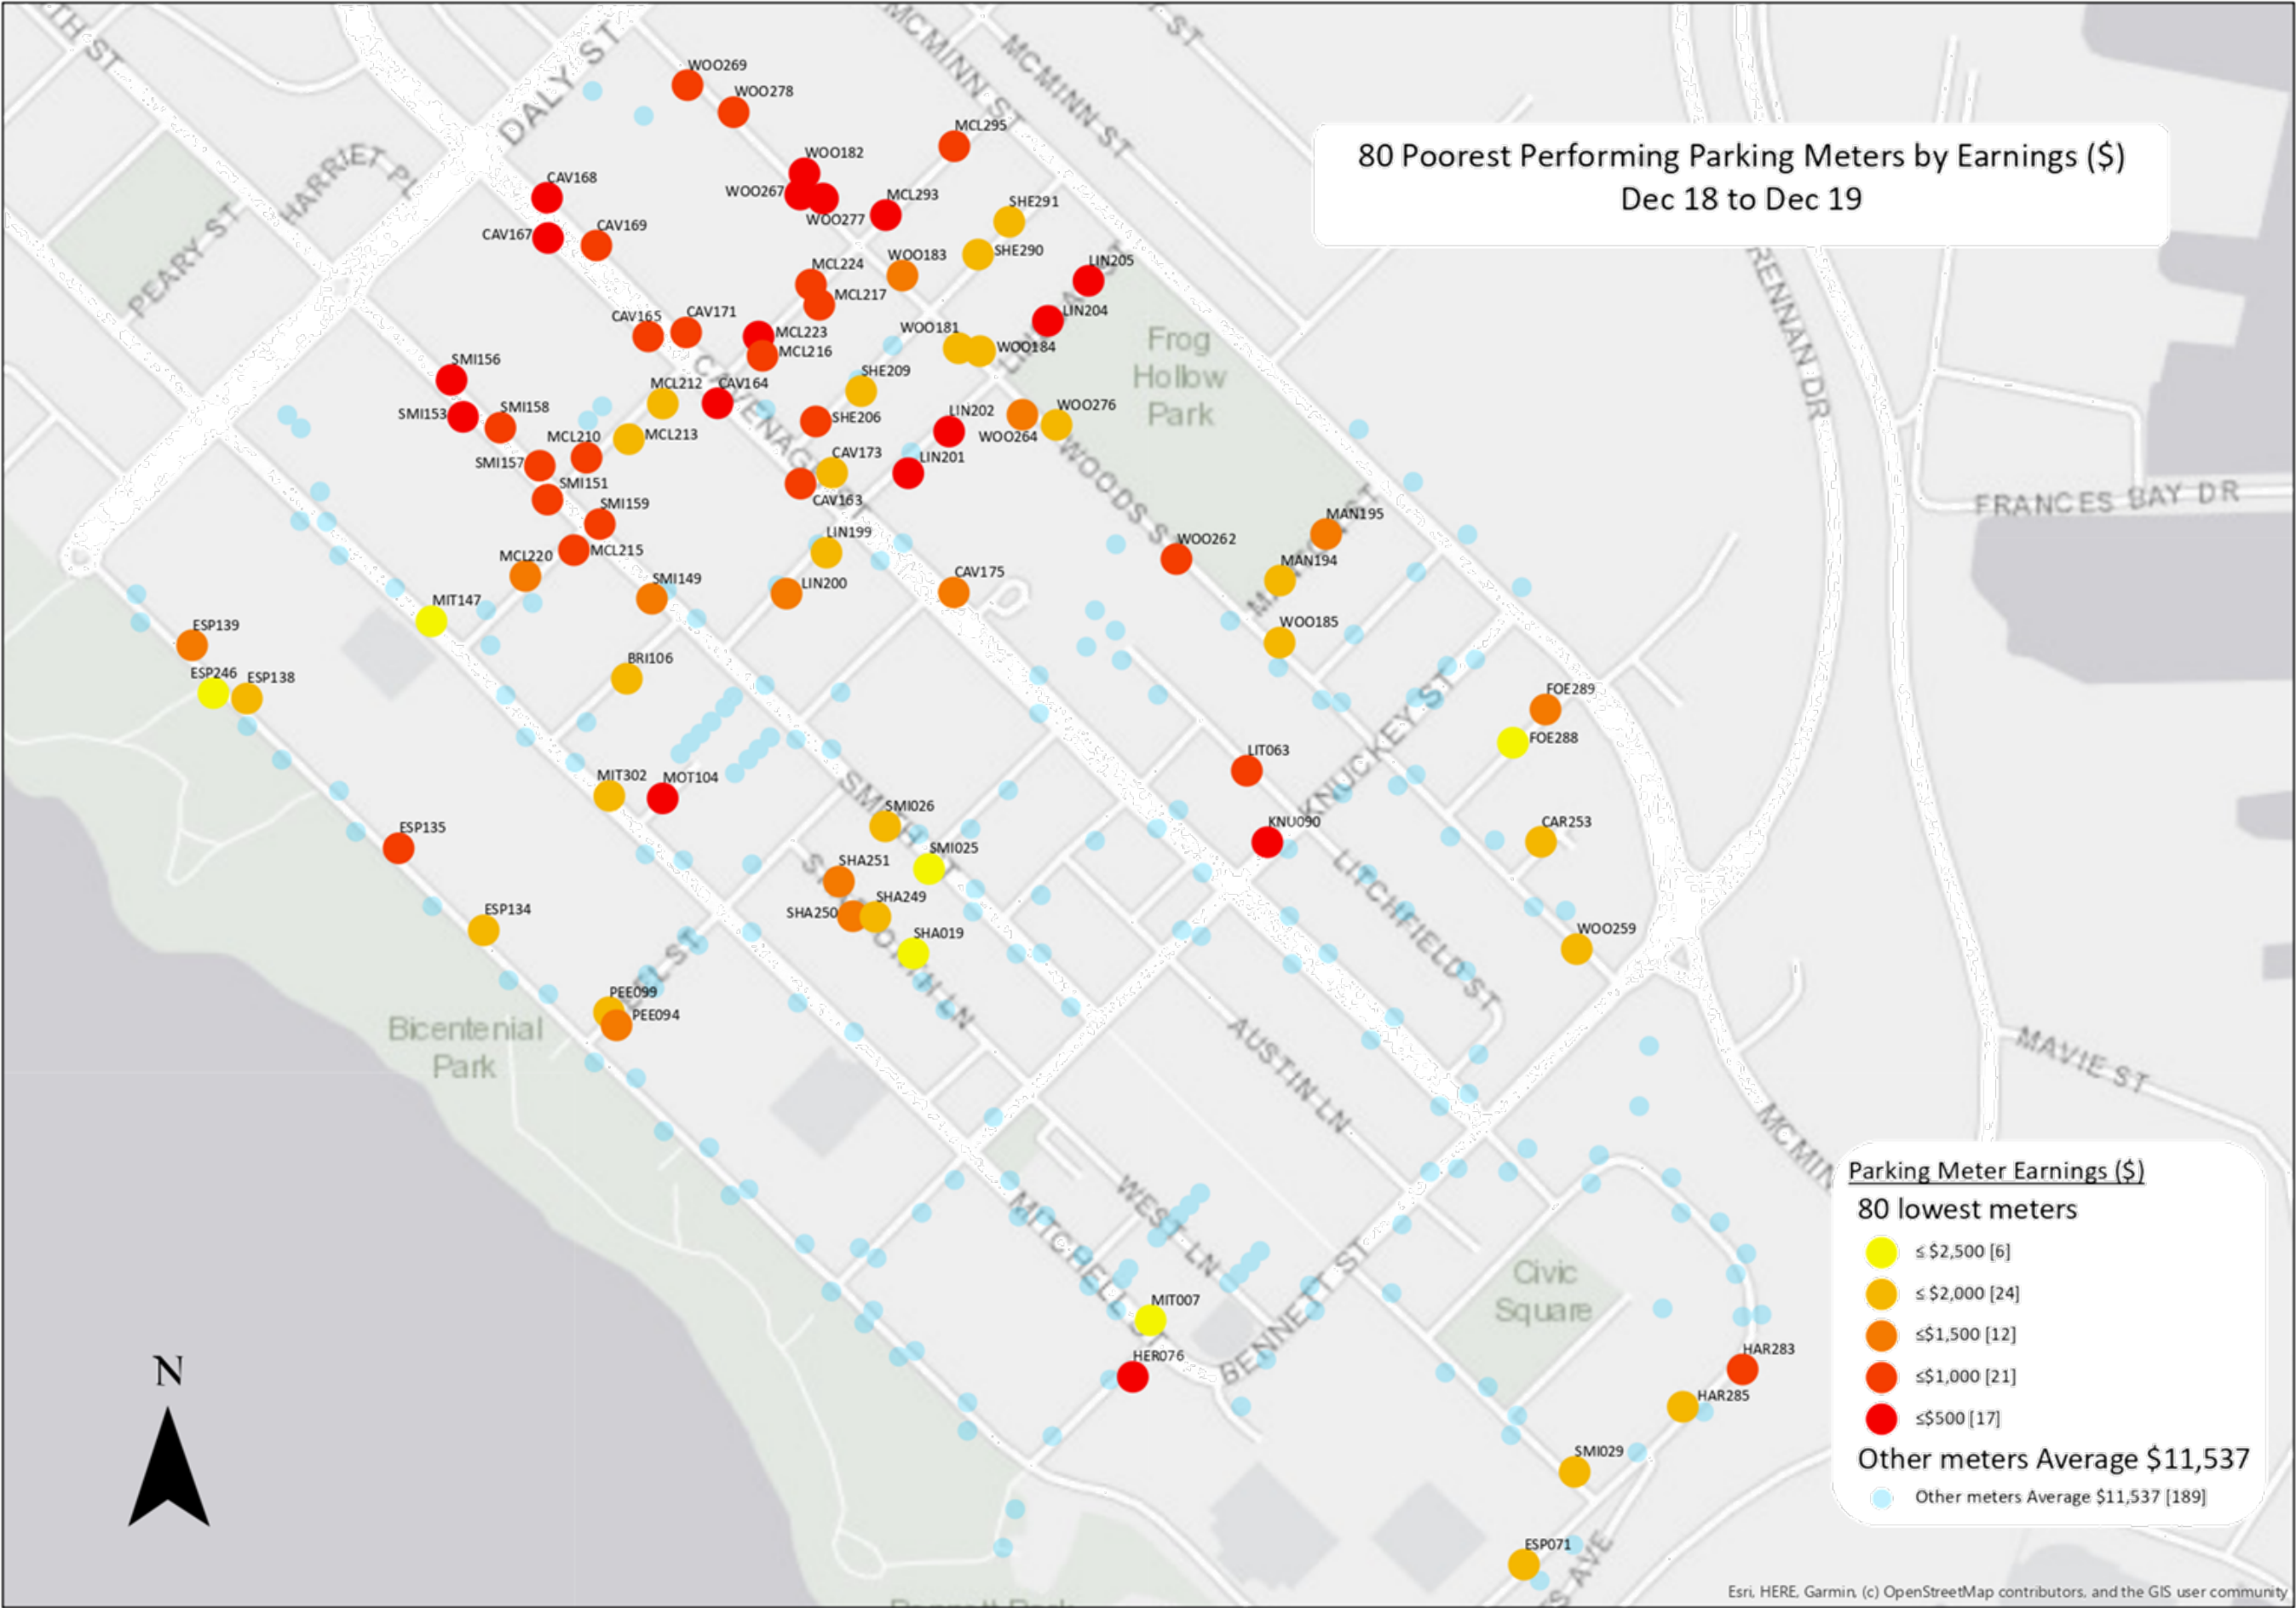 80 Poorest Performing Parking Meters by Earnings ($)
Dec 18 to Dec 19
DALY ST
MCMINN ST
MCMINN ST
HARRIET PL
PEARY ST
WOO269
WOO278
MCL295
WOO182
WOO267
WOO277
MCL293
CAV168
CAV167
CAV169
SHE291
SHE290
WOO183
LIN205
LIN204
MCL224
MCL217
CAV165
CAV171
MCL223
MCL216
WOO181
WOO184
Frog
Hollow
Park
SMI156
SMI153
SMI158
MCL212
CAV164
SHE209
SHE206
LIN202
WOO264
WOO276
MCL210
MCL213
SMI157
SMI151
CAV173
CAV163
LIN201
WOODS S
FRANCES BAY DR
RENNAN DR
SMI159
MCL215
MCL220
LIN199
LIN200
SMI149
CAV175
WOO262
MAN195
MAN194
WOO185
MIT147
ESP139
ESP246
ESP138
BRI106
FOE289
FOE288
LIT063
KNUCKEY ST
KNU090
MIT302
MOT104
SMI026
SMI025
ESP135
CAR253
SHA251
SHA250
SHA249
SHA019
ESP134
LITCHFIELD ST
WOO259
PEE099
PEE094
Bicentenial
Park
AUSTIN LN
MAVIE ST
MCMIN
WEST LN
MITCHELL ST
BENNETT ST
MIT007
HER076
Civic
Square
HAR283
HAR285
SMI029
ESP071
N
Parking Meter Earnings ($)
80 lowest meters
≤ $2,500 [6]
≤ $2,000 [24]
≤$1,500 [12]
≤$1,000 [21]
≤$500 [17]
Other meters Average $11,537
Other meters Average $11,537 [189]
Esri, HERE, Garmin, (c) OpenStreetMap contributors, and the GIS user community